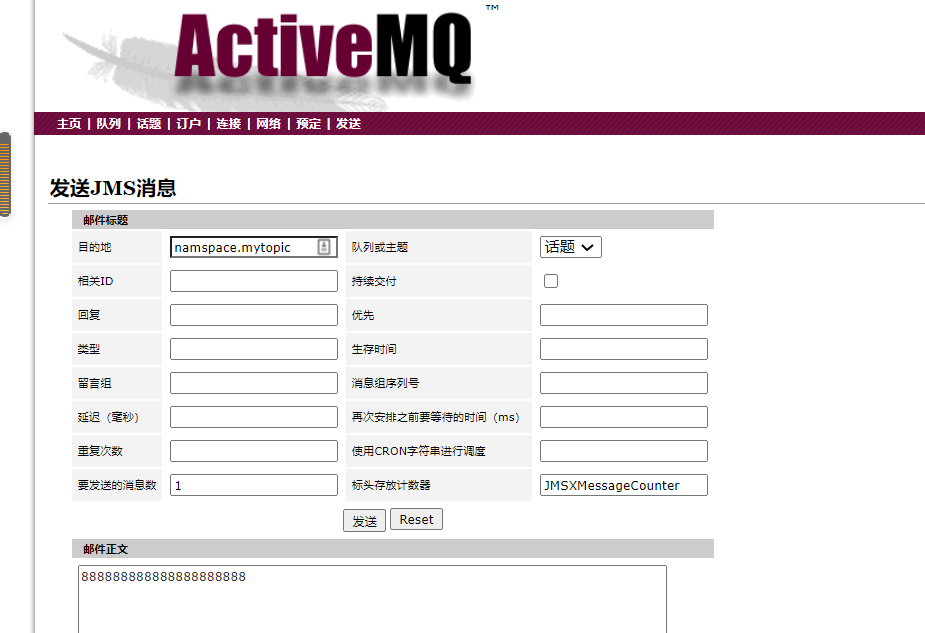 ActiveMQ™
主页 | 队列 | 话题 | 订户 | 连接 | 网络 | 预定 | 发送
发送JMS消息
邮件标题
目的地 namspace.mytopic 队列或主题 话题
相关ID 持续交付
回复 优先
类型 生存时间
留言组 消息组序列号
延迟（毫秒） 再次安排之前要等待的时间（ms）
重复次数 使用CRON字符串进行调度
要发送的消息数 1 标头存放计数器 JMSXMessageCounter
发送 Reset
邮件正文
888888888888888888888